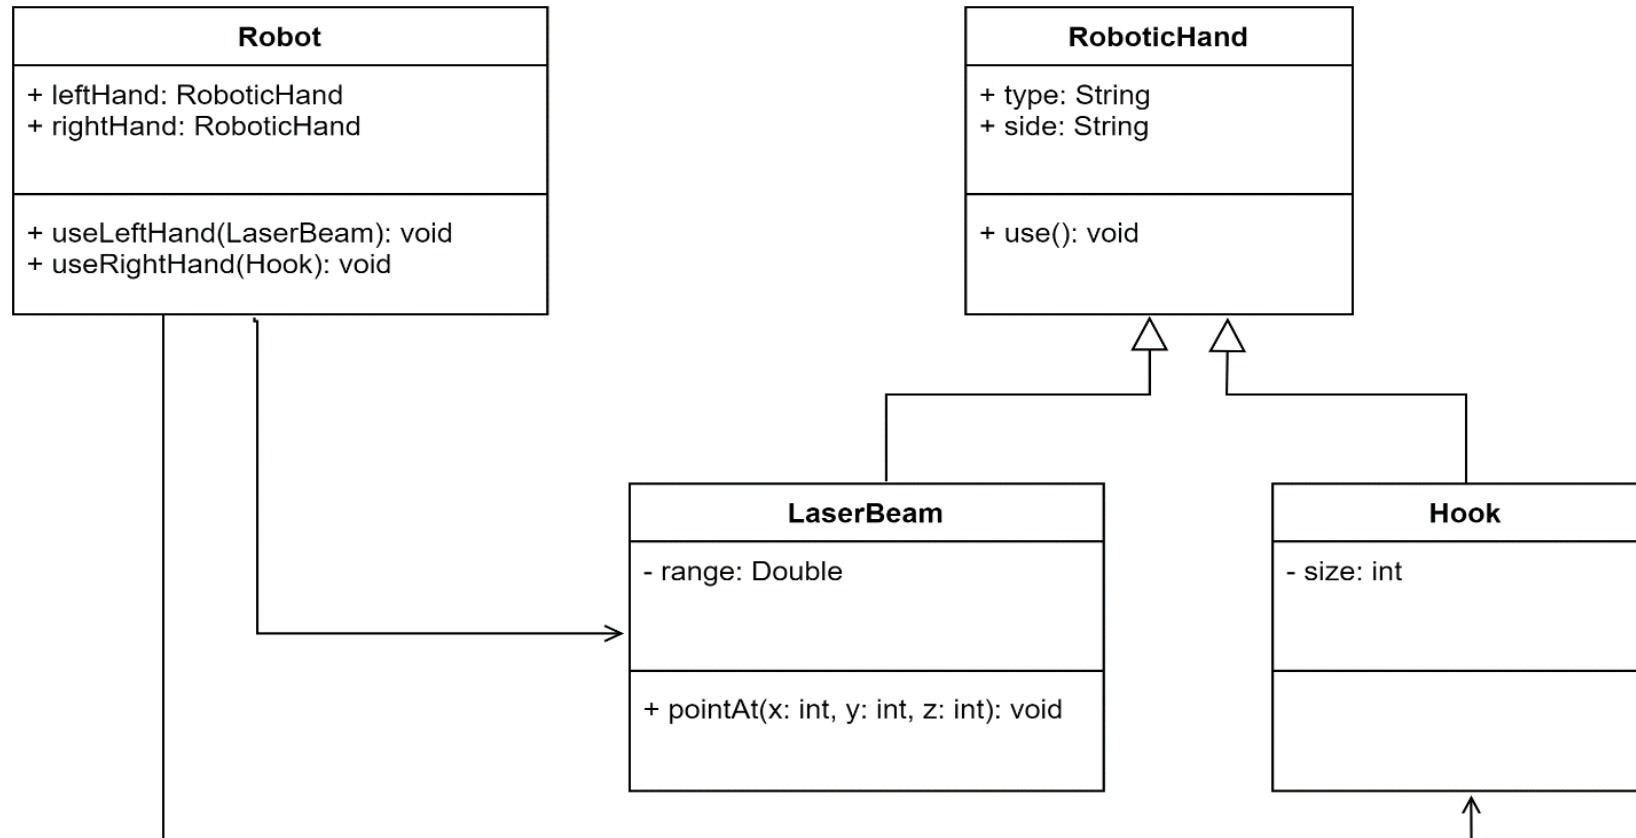 Robot
+ leftHand: RoboticHand
+ rightHand: RoboticHand
+ useLeftHand(LaserBeam): void
+ useRightHand(Hook): void
RoboticHand
+ type: String
+ side: String
+ use(): void
LaserBeam
- range: Double
+ pointAt(x: int, y: int, z: int): void
Hook
- size: int